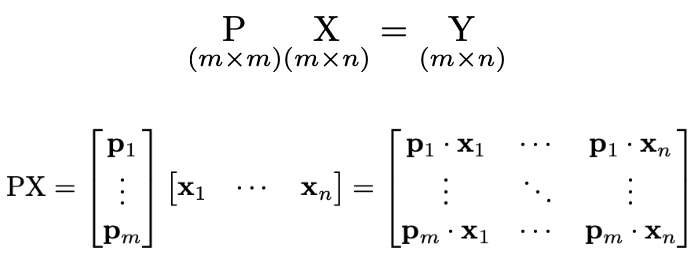 P X = Y
(m×m)(m×n) (m×n)
PX = [p₁ ⋮ pₘ] [x₁ ⋯ xₙ] = [p₁ · x₁ ⋯ p₁ · xₙ ⋮ ⋱ ⋮ pₘ · x₁ ⋯ pₘ · xₙ]